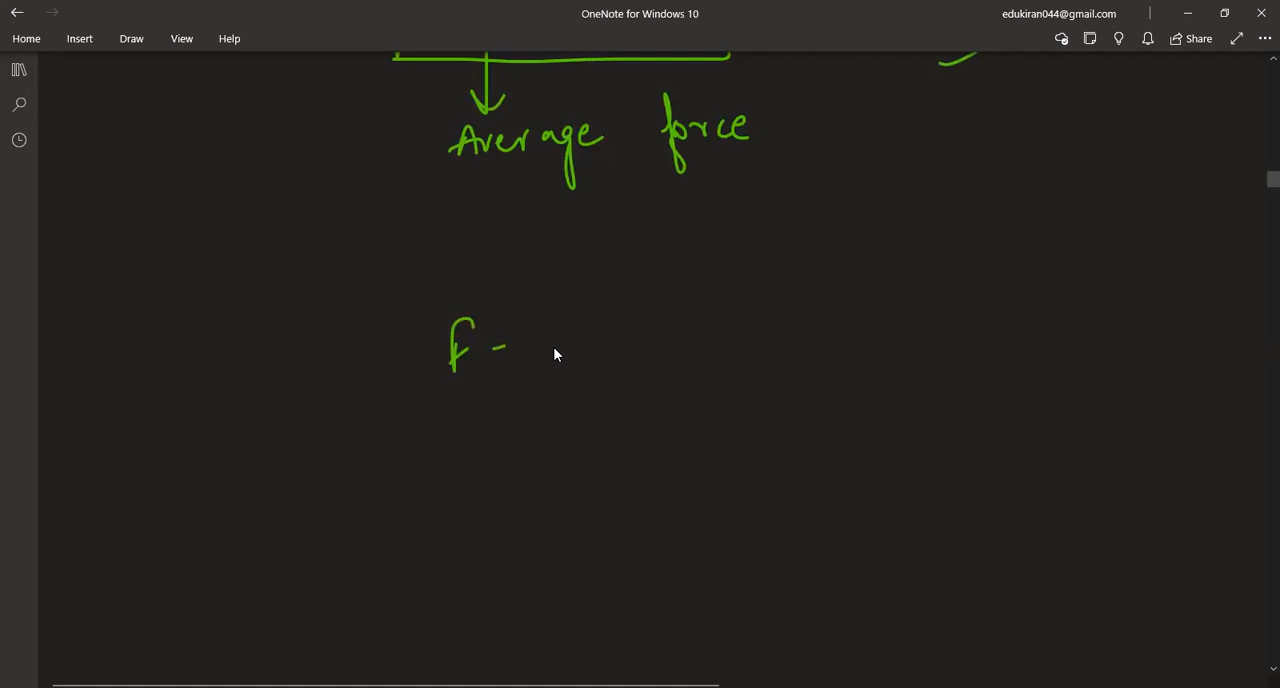 OneNote for Windows 10
edukiran044@gmail.com
Home Insert Draw View Help
Share
Average force
f -